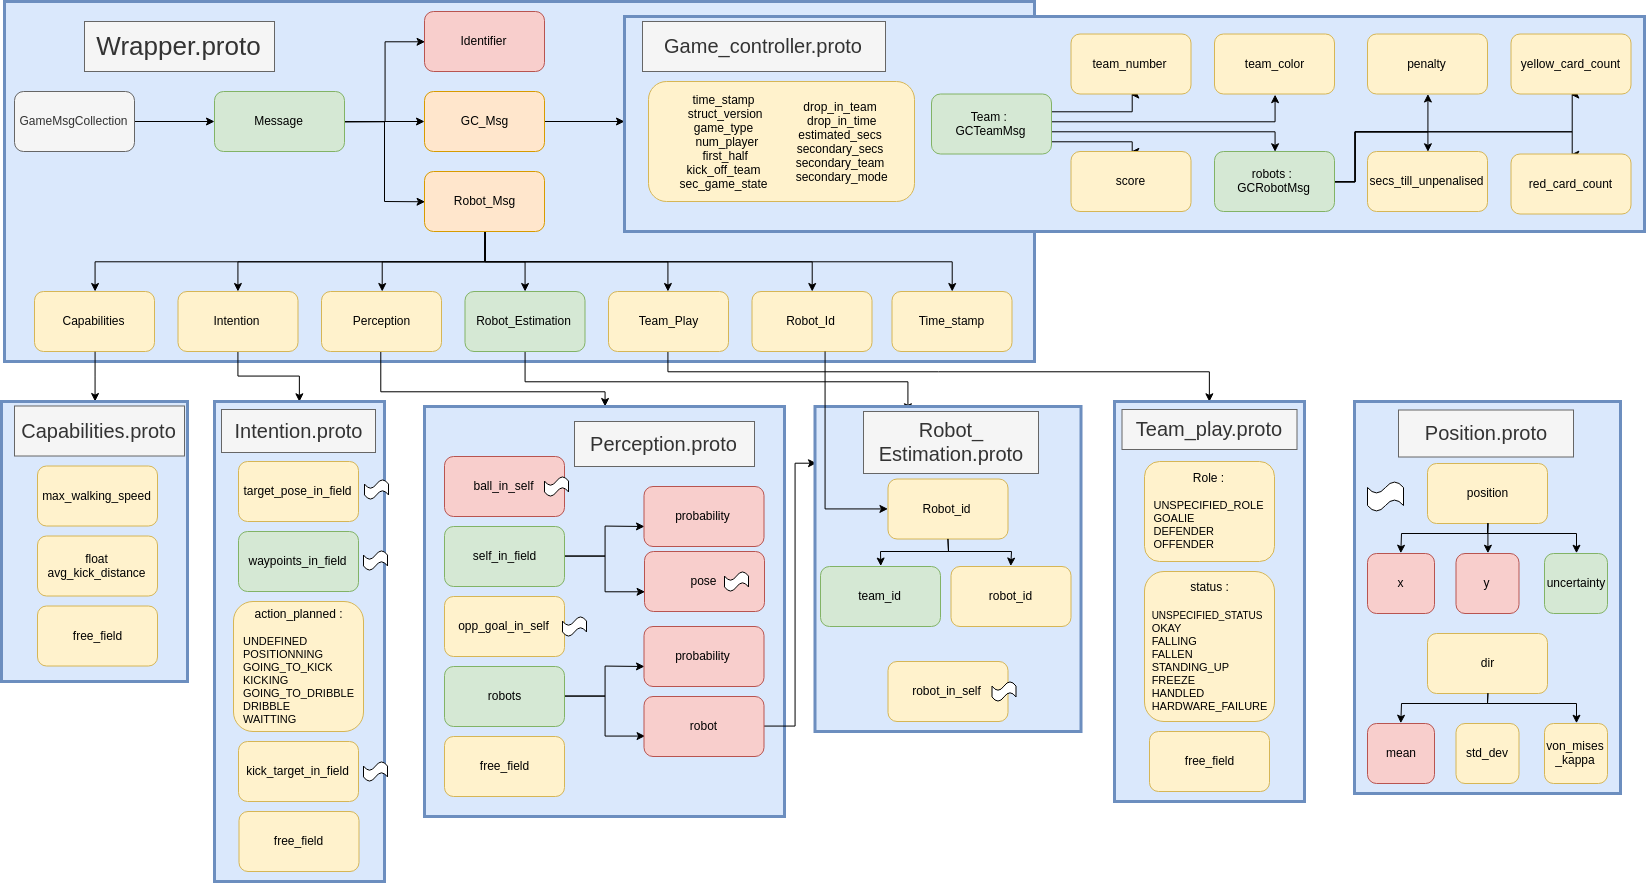 Wrapper.proto
GameMsgCollection
Message
Identifier
GC_Msg
Robot_Msg
Game_controller.proto
time_stamp
struct_version
game_type
num_player
first_half
kick_off_team
sec_game_state
drop_in_team
drop_in_time
estimated_secs
secondary_secs
secondary_team
secondary_mode
Team :
GCTeamMsg
team_number
team_color
penalty
yellow_card_count
score
robots :
GCRobotMsg
secs_till_unpenalised
red_card_count
Capabilities
Intention
Perception
Robot_Estimation
Team_Play
Robot_Id
Time_stamp
Capabilities.proto
max_walking_speed
float
avg_kick_distance
free_field
Intention.proto
target_pose_in_field
waypoints_in_field
action_planned :
UNDEFINED
POSITIONNING
GOING_TO_KICK
KICKING
GOING_TO_DRIBBLE
DRIBBLE
WAITTING
kick_target_in_field
free_field
Perception.proto
ball_in_self
self_in_field
opp_goal_in_self
robots
free_field
probability
pose
probability
robot
Robot_
Estimation.proto
Robot_id
team_id
robot_id
robot_in_self
Team_play.proto
Role :
UNSPECIFIED_ROLE
GOALIE
DEFENDER
OFFENDER
status :
UNSPECIFIED_STATUS
OKAY
FALLING
FALLEN
STANDING_UP
FREEZE
HANDLED
HARDWARE_FAILURE
free_field
Position.proto
position
x
y
uncertainty
dir
mean
std_dev
von_mises
_kappa